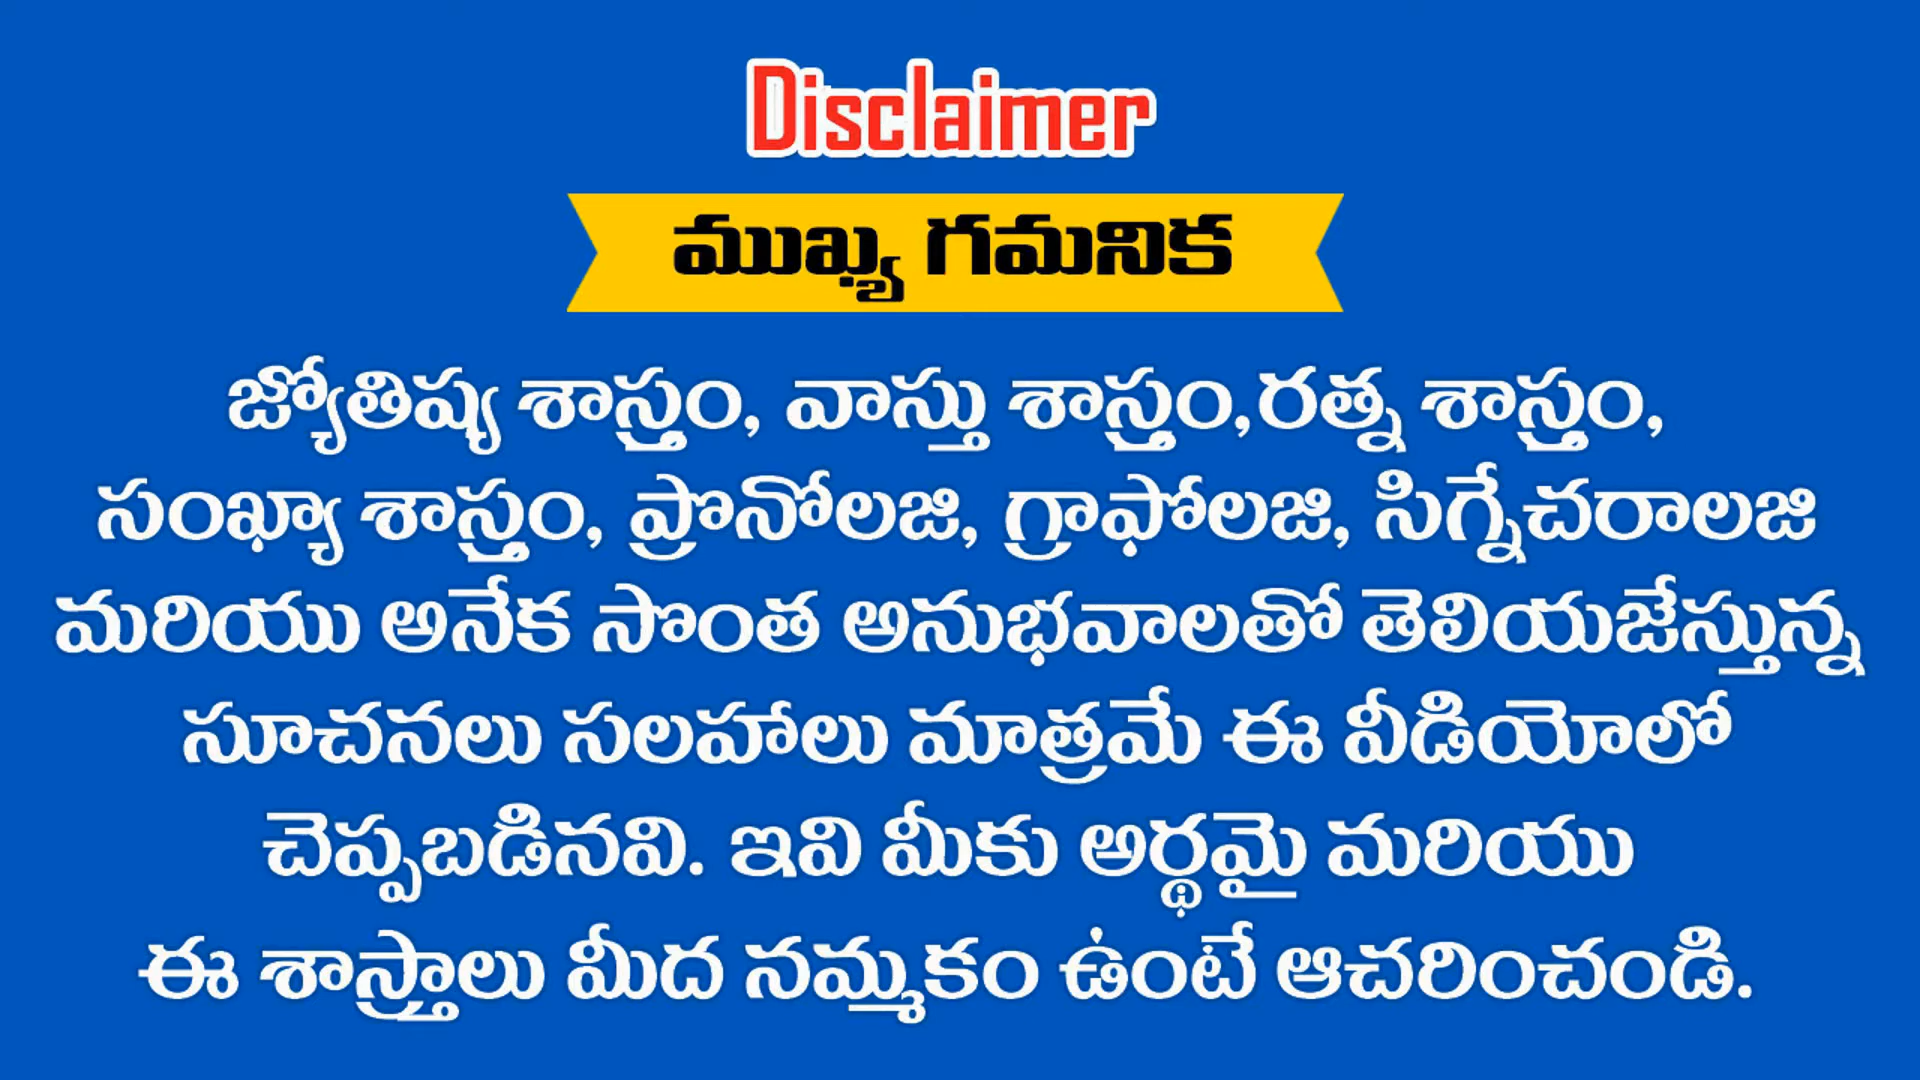 Disclaimer
ముఖ్య గమనిక
జ్యోతిష్య శాస్త్రం, వాస్తు శాస్త్రం,రత్న శాస్త్రం,
సంఖ్యా శాస్త్రం, ప్రొనోలజి, గ్రాఫోలజి, సిగ్నేచరాలజి
మరియు అనేక సొంత అనుభవాలతో తెలియజేస్తున్న
సూచనలు సలహాలు మాత్రమే ఈ వీడియోలో
చెప్పబడినవి. ఇవి మీకు అర్థమై మరియు
ఈ శాస్త్రాలు మీద నమ్మకం ఉంటే ఆచరించండి.